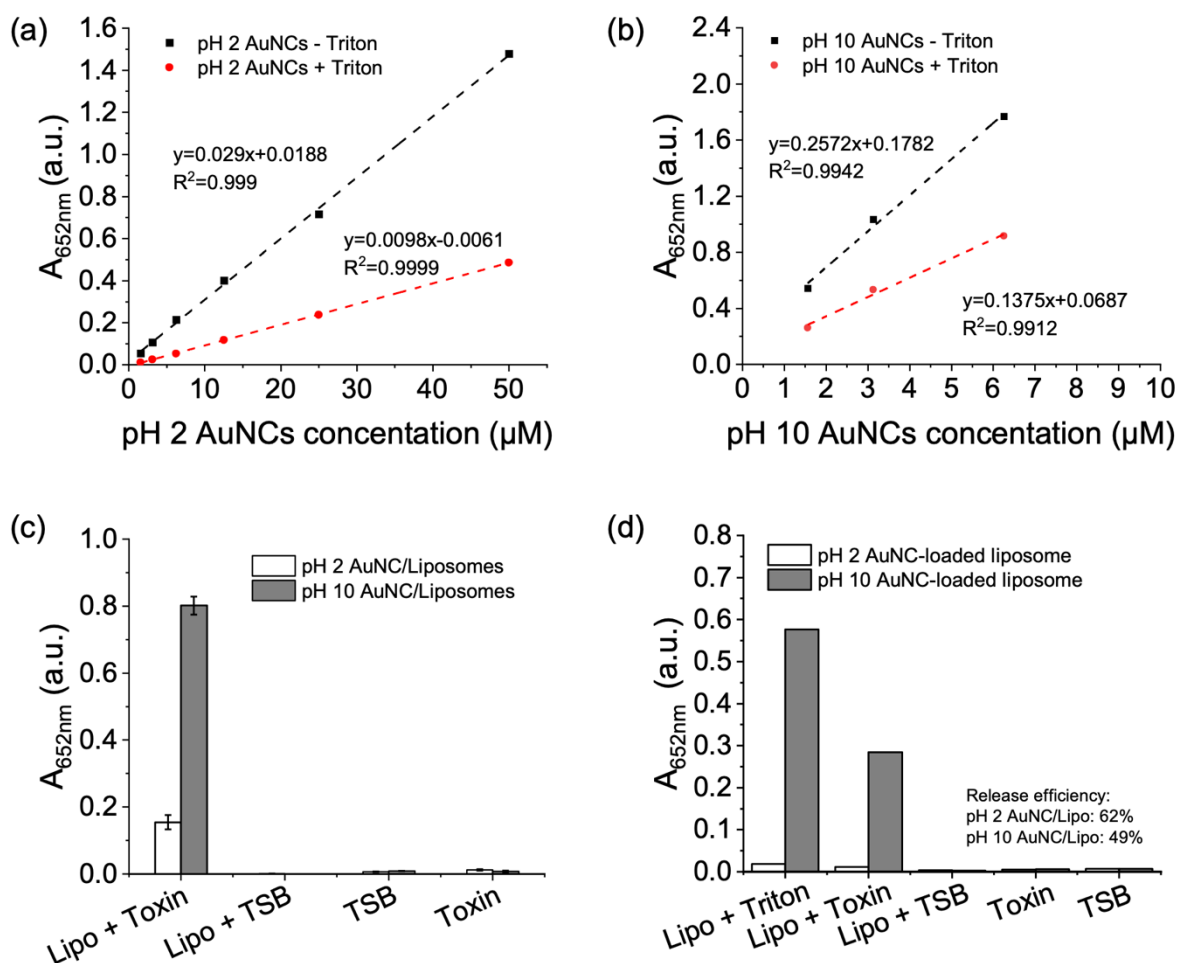 (a)
pH 2 AuNCs - Triton
pH 2 AuNCs + Triton
y=0.029x+0.0188
R²=0.999
y=0.0098x-0.0061
R²=0.9999
A652nm (a.u.)
1.6
1.4
1.2
1.0
0.8
0.6
0.4
0.2
0.0
0 10 20 30 40 50
pH 2 AuNCs concentation (μM)
(b)
pH 10 AuNCs - Triton
pH 10 AuNCs + Triton
y=0.2572x+0.1782
R²=0.9942
y=0.1375x+0.0687
R²=0.9912
A652nm (a.u.)
2.4
2.0
1.6
1.2
0.8
0.4
0.0
0 1 2 3 4 5 6 7 8 9 10
pH 10 AuNCs concentation (μM)
(c)
pH 2 AuNC/Liposomes
pH 10 AuNC/Liposomes
A652nm (a.u.)
1.0
0.8
0.6
0.4
0.2
0.0
Lipo + Toxin
Lipo + TSB
TSB
Toxin
(d)
pH 2 AuNC-loaded liposome
pH 10 AuNC-loaded liposome
Release efficiency:
pH 2 AuNC/Lipo: 62%
pH 10 AuNC/Lipo: 49%
A652nm (a.u.)
0.8
0.7
0.6
0.5
0.4
0.3
0.2
0.1
0.0
Lipo + Triton
Lipo + Toxin
Lipo + TSB
Toxin
TSB